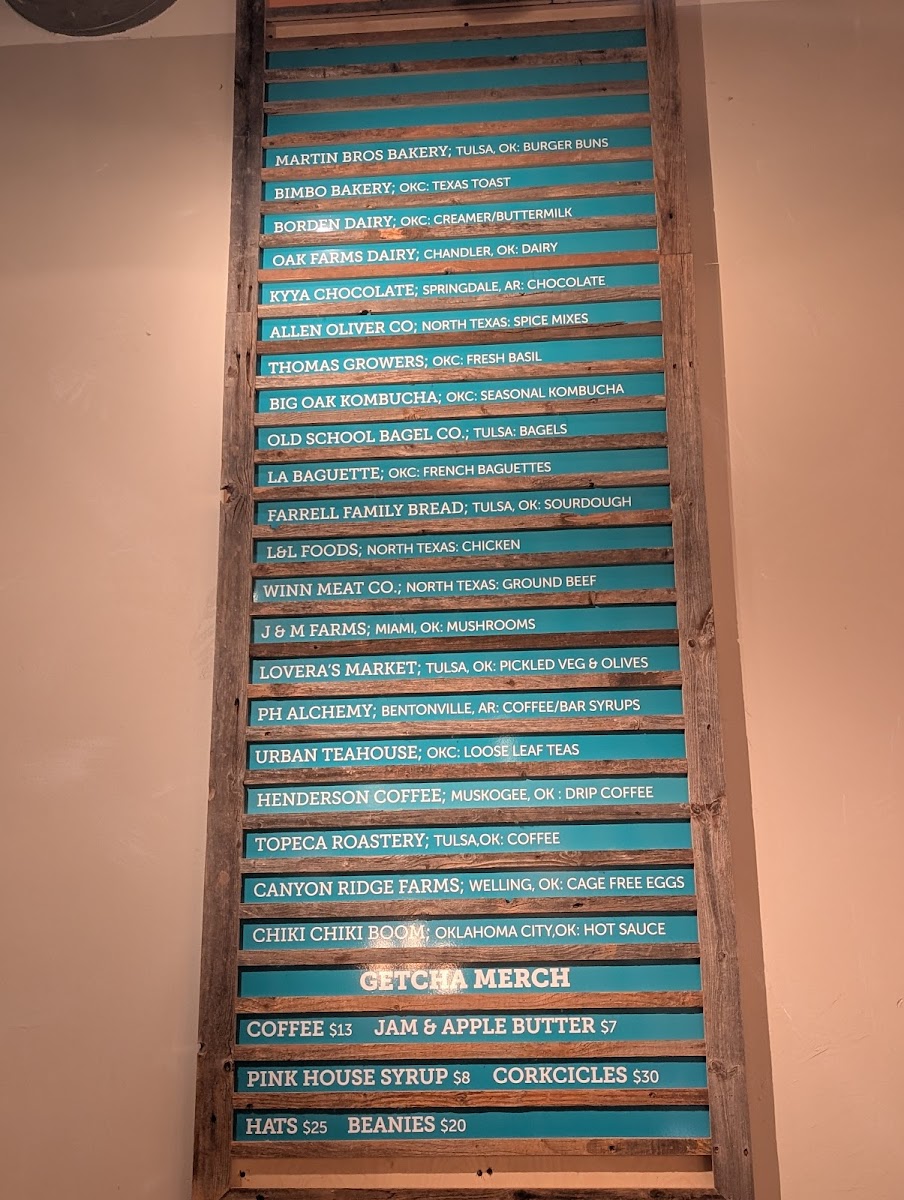 MARTIN BROS BAKERY; TULSA, OK: BURGER BUNS
BIMBO BAKERY; OKC: TEXAS TOAST
BORDEN DAIRY; OKC: CREAMER/BUTTERMILK
OAK FARMS DAIRY; CHANDLER, OK: DAIRY
KYYA CHOCOLATE; SPRINGDALE, AR: CHOCOLATE
ALLEN OLIVER CO; NORTH TEXAS: SPICE MIXES
THOMAS GROWERS; OKC: FRESH BASIL
BIG OAK KOMBUCHA; OKC: SEASONAL KOMBUCHA
OLD SCHOOL BAGEL CO.; TULSA: BAGELS
LA BAGUETTE; OKC: FRENCH BAGUETTES
FARRELL FAMILY BREAD; TULSA, OK: SOURDOUGH
L&L FOODS; NORTH TEXAS: CHICKEN
WINN MEAT CO.; NORTH TEXAS: GROUND BEEF
J & M FARMS; MIAMI, OK: MUSHROOMS
LOVERA'S MARKET; TULSA, OK: PICKLED VEG & OLIVES
PH ALCHEMY; BENTONVILLE, AR: COFFEE/BAR SYRUPS
URBAN TEAHOUSE; OKC: LOOSE LEAF TEAS
HENDERSON COFFEE; MUSKOGEE, OK : DRIP COFFEE
TOPECA ROASTERY; TULSA,OK: COFFEE
CANYON RIDGE FARMS; WELLING, OK: CAGE FREE EGGS
CHIKI CHIKI BOOM; OKLAHOMA CITY,OK: HOT SAUCE
GETCHA MERCH
COFFEE $13 JAM & APPLE BUTTER $7
PINK HOUSE SYRUP $8 CORKCICLES $30
HATS $25 BEANIES $20